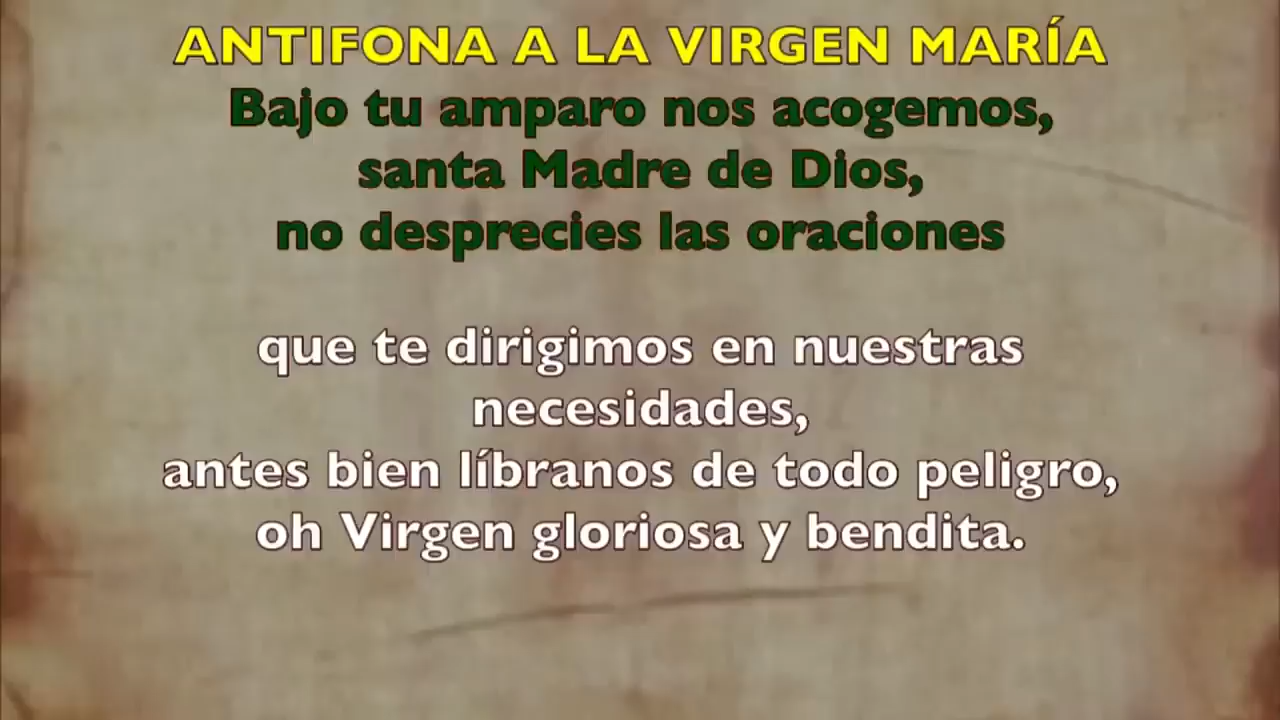 ANTIFONA A LA VIRGEN MARÍA
Bajo tu amparo nos acogemos,
santa Madre de Dios,
no desprecies las oraciones
que te dirigimos en nuestras
necesidades,
antes bien líbranos de todo peligro,
oh Virgen gloriosa y bendita.